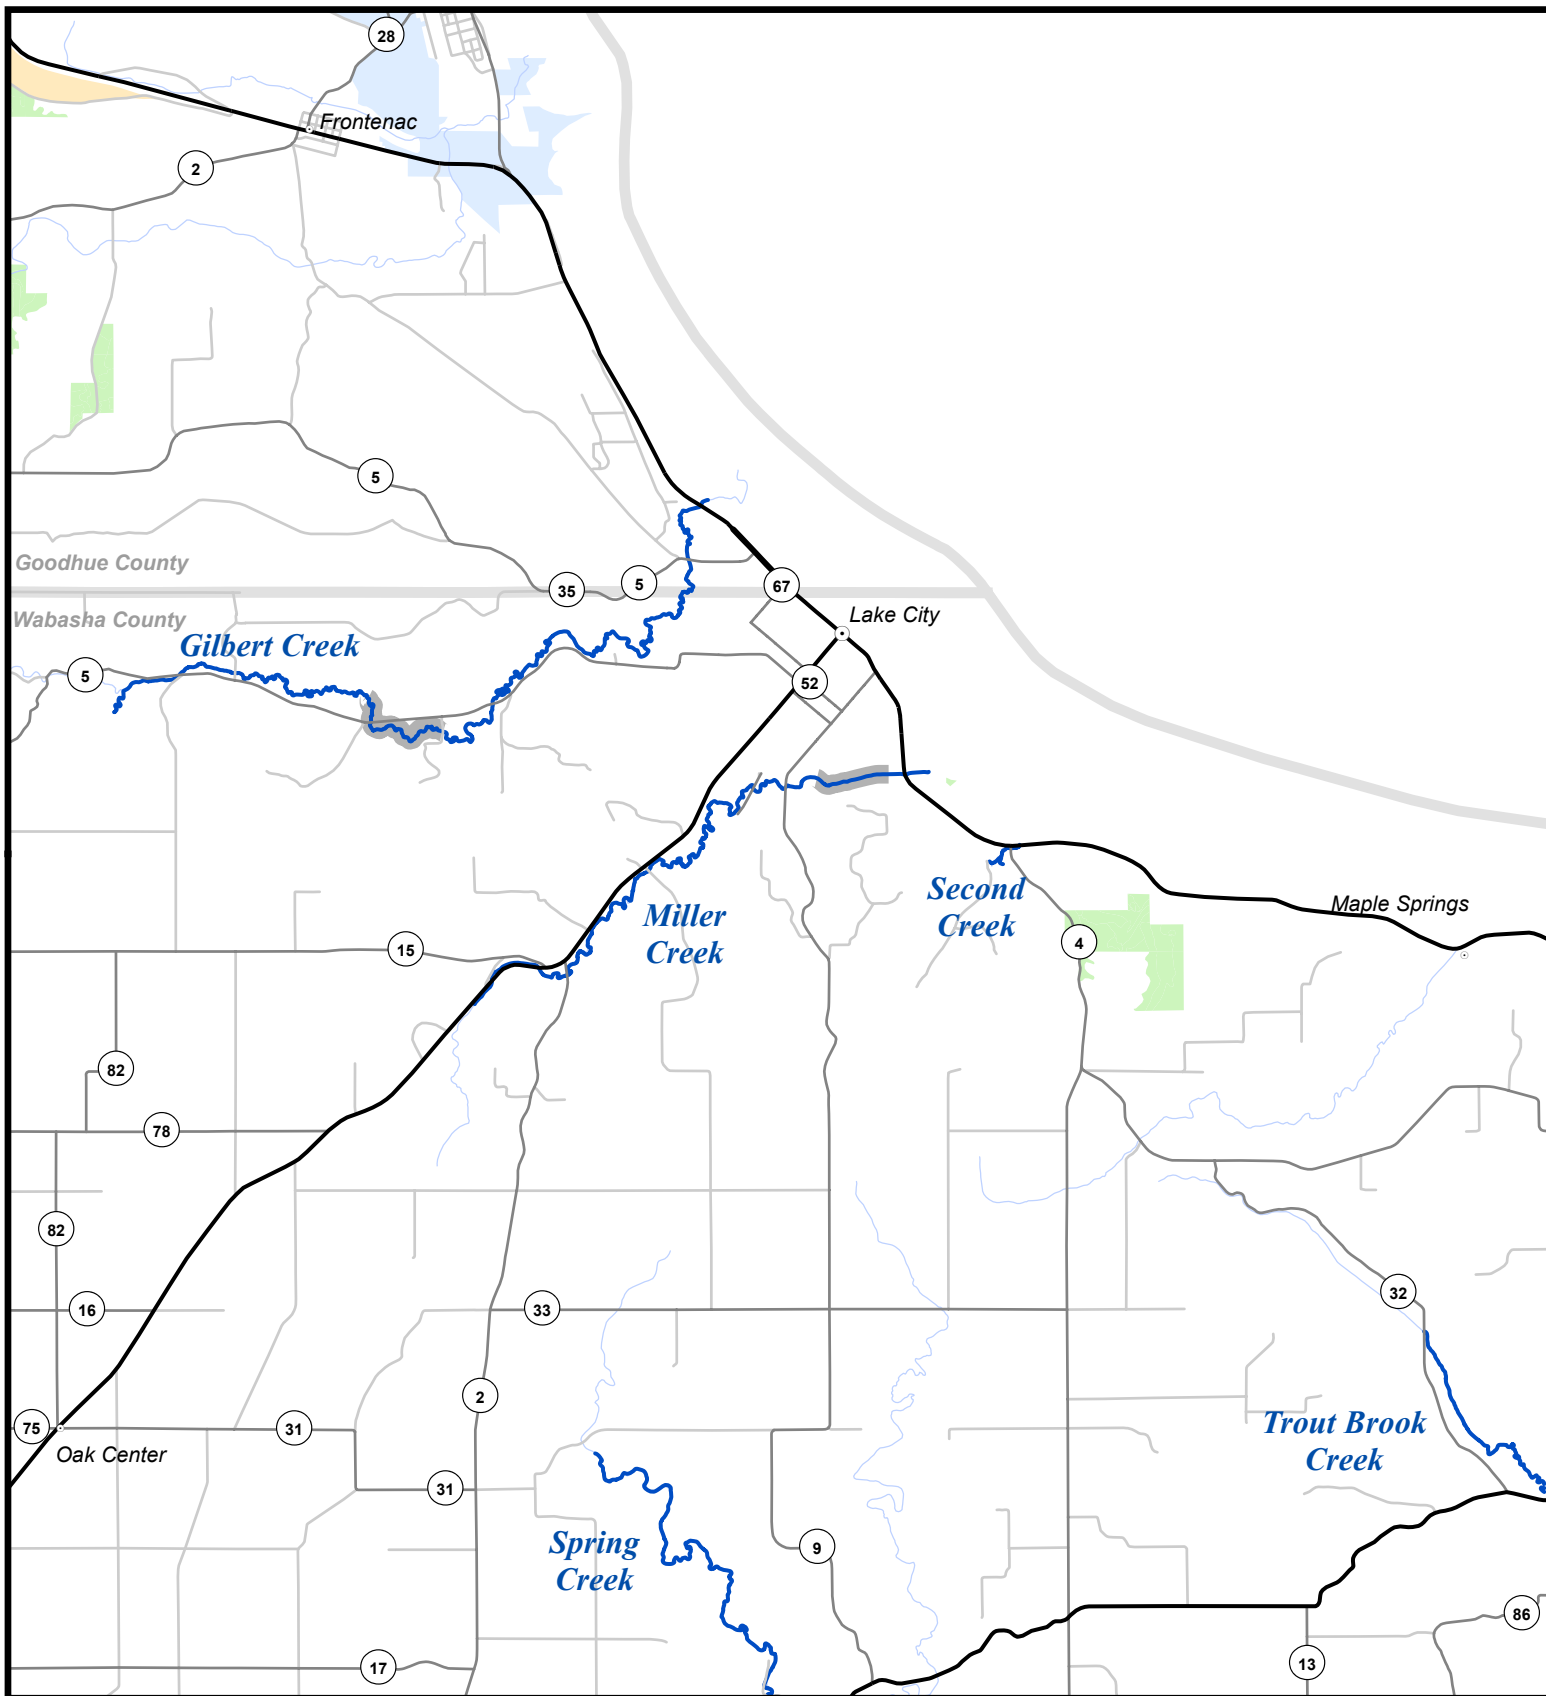 28
Frontenac
2
5
Goodhue County
67
5
35
Lake City
Wabasha County
Gilbert Creek
5
52
Second
Creek
Maple Springs
Miller
Creek
4
15
82
78
82
32
16
33
2
75
31
Trout Brook
Creek
Oak Center
31
Spring
Creek
9
86
17
13